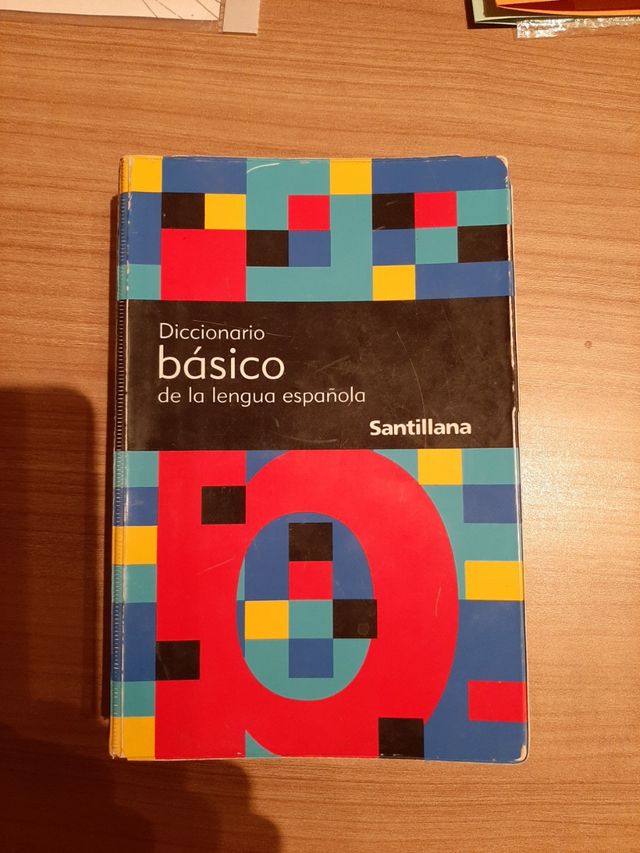 Diccionario
básico
de la lengua española
Santillana